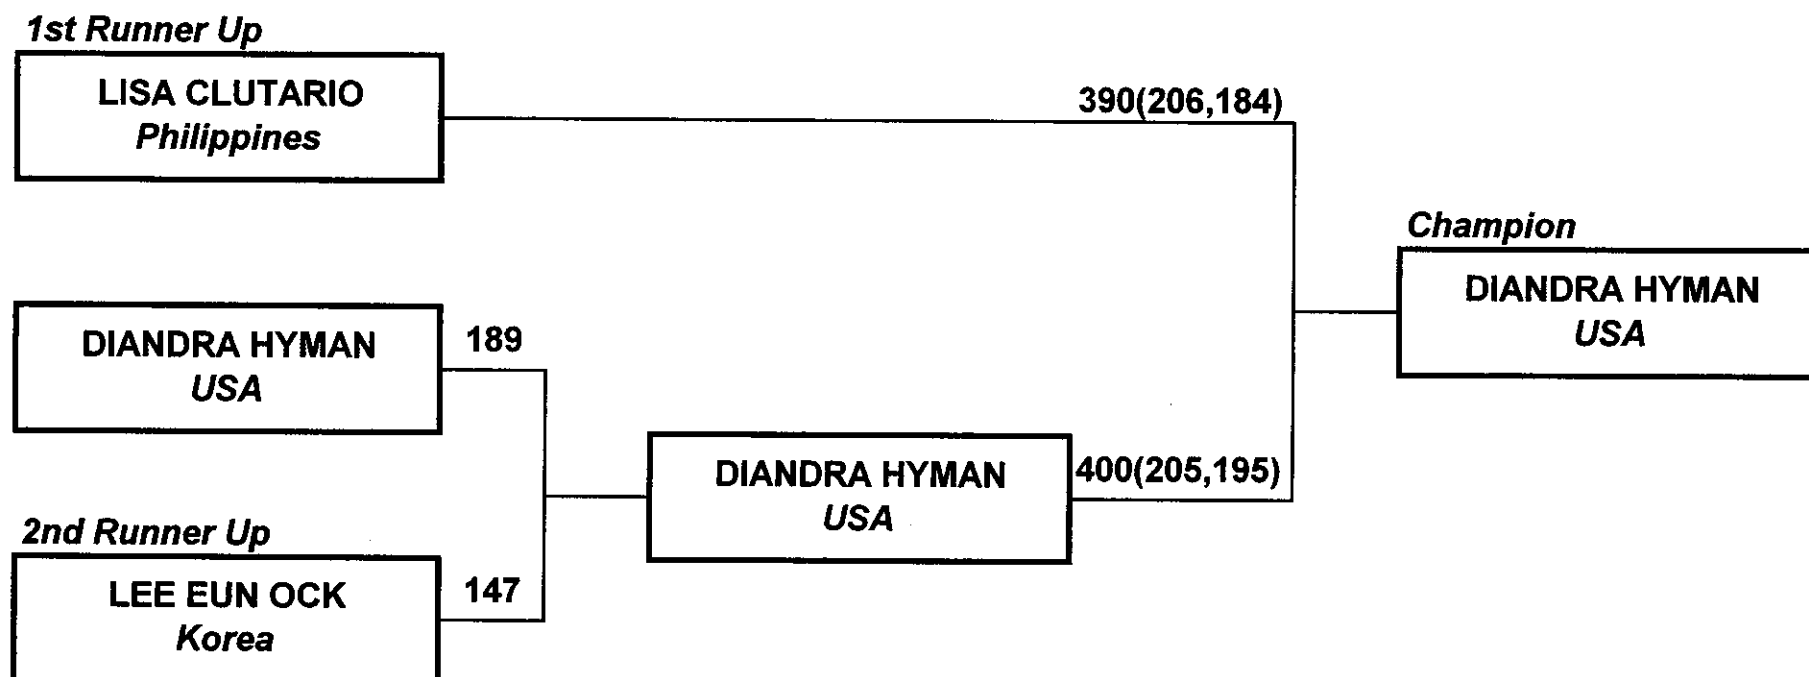 1st Runner Up
LISA CLUTARIO
Philippines
390(206,184)
Champion
DIANDRA HYMAN
USA
DIANDRA HYMAN
USA
189
DIANDRA HYMAN
USA
400(205,195)
2nd Runner Up
LEE EUN OCK
Korea
147